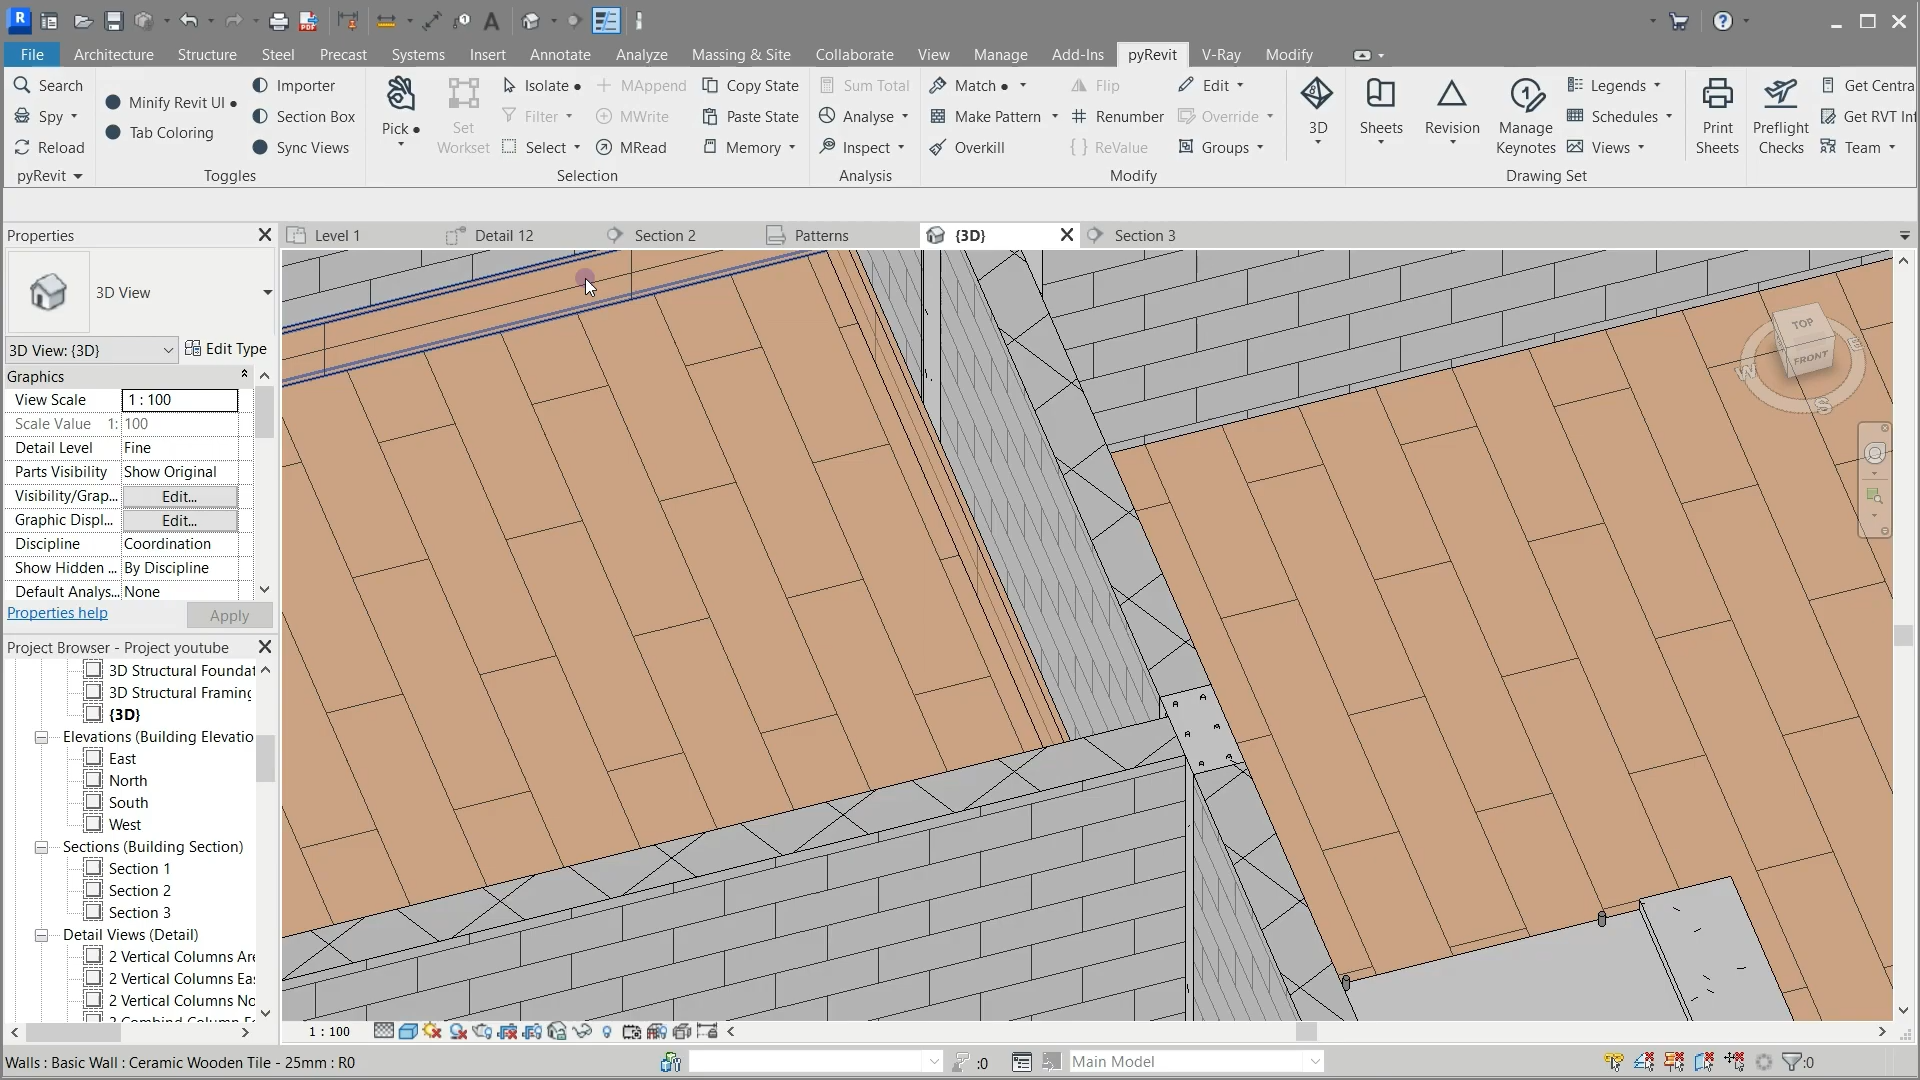 File Architecture Structure Steel Precast Systems Insert Annotate Analyze Massing & Site Collaborate View Manage Add-Ins pyRevit V-Ray Modify
Search
Spy
Reload
pyRevit
Minify Revit UI
Tab Coloring
Importer
Section Box
Sync Views
Toggles
Pick
Set
Workset
Isolate
Filter
Select
MAppend
MWrite
MRead
Copy State
Paste State
Memory
Selection
Sum Total
Analyse
Inspect
Analysis
Match
Make Pattern
Overkill
Flip
Renumber
ReValue
Edit
Override
Groups
Modify
3D
Sheets
Revision
Manage
Keynotes
Legends
Schedules
Views
Drawing Set
Print
Sheets
Preflight
Checks
Get Centra
Get RVT Inf
Team
Properties
3D View
3D View: {3D}
Edit Type
Graphics
View Scale 1 : 100
Scale Value 1: 100
Detail Level Fine
Parts Visibility Show Original
Visibility/Grap... Edit...
Graphic Displ... Edit...
Discipline Coordination
Show Hidden ... By Discipline
Default Analys... None
Properties help
Apply
Project Browser - Project youtube
3D Structural Foundat
3D Structural Framing
{3D}
Elevations (Building Elevatio
East
North
South
West
Sections (Building Section)
Section 1
Section 2
Section 3
Detail Views (Detail)
2 Vertical Columns Are
2 Vertical Columns Eas
2 Vertical Columns No
Level 1
Detail 12
Section 2
Patterns
{3D}
Section 3
TOP
FRONT
W
S
E
1 : 100
Walls : Basic Wall : Ceramic Wooden Tile - 25mm : R0
:0
Main Model
:0